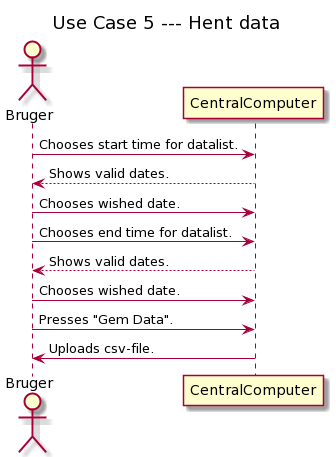 Use Case 5 --- Hent data
Bruger
CentralComputer
Chooses start time for datalist.
Shows valid dates.
Chooses wished date.
Chooses end time for datalist.
Shows valid dates.
Chooses wished date.
Presses "Gem Data".
Uploads csv-file.
Bruger
CentralComputer